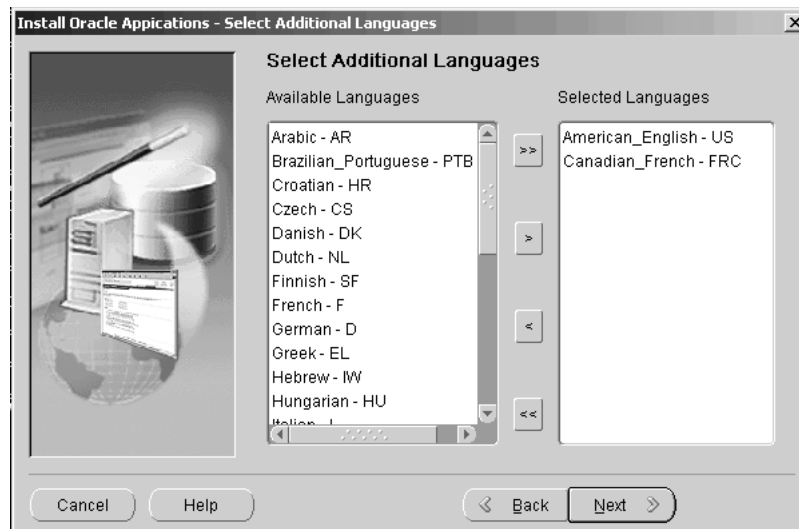 Install Oracle Appications - Select Additional Languages
Select Additional Languages
Available Languages
Selected Languages
Arabic - AR
Brazilian_Portuguese - PTB
Croatian - HR
Czech - CS
Danish - DK
Dutch - NL
Finnish - SF
French - F
German - D
Greek - EL
Hebrew - IW
Hungarian - HU
>>
>
<
<<
American_English - US
Canadian_French - FRC
Cancel
Help
Back
Next